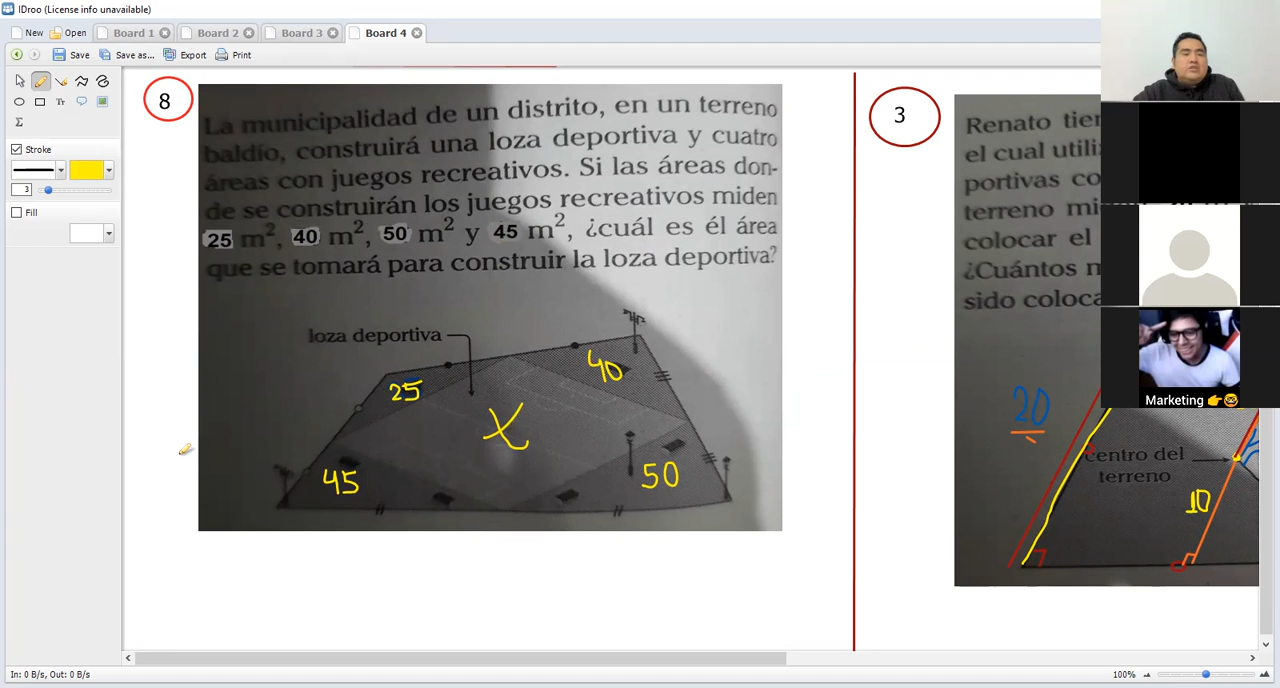 IDroo (License info unavailable)
New Open Board 1 Board 2 Board 3 Board 4
Save Save as... Export Print
Tr
Σ
Stroke
3
Fill
8
La municipalidad de un distrito, en un terreno
baldío, construirá una loza deportiva y cuatro
áreas con juegos recreativos. Si las áreas don-
de se construirán los juegos recreativos miden
25 m², 40 m², 50 m² y 45 m², ¿cuál es él área
que se tomará para construir la loza deportiva?
loza deportiva
25
40
x
45
50
3
Renato tien
el cual utili
portivas co
terreno mi
colocar el
¿Cuántos m
sido coloca
20
centro del
terreno
10
Marketing 👉🤓
In: 0 B/s, Out: 0 B/s
100%